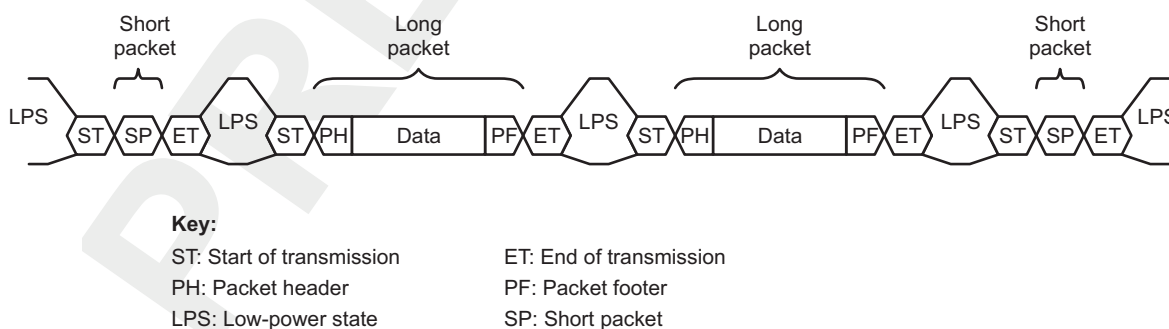 Short
packet
Long
packet
Long
packet
Short
packet
LPS ST SP ET LPS ST PH Data PF ET LPS ST PH Data PF ET LPS ST SP ET LPS
Key:
ST: Start of transmission ET: End of transmission
PH: Packet header PF: Packet footer
LPS: Low-power state SP: Short packet